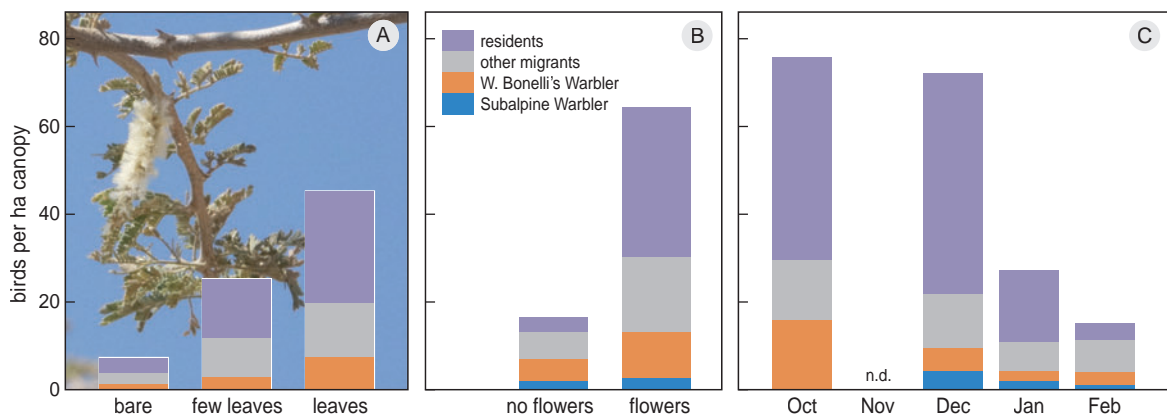 birds per ha canopy
80
60
40
20
0
A
bare
few leaves
leaves
B
residents
other migrants
W. Bonelli's Warbler
Subalpine Warbler
no flowers
flowers
C
n.d.
Oct
Nov
Dec
Jan
Feb